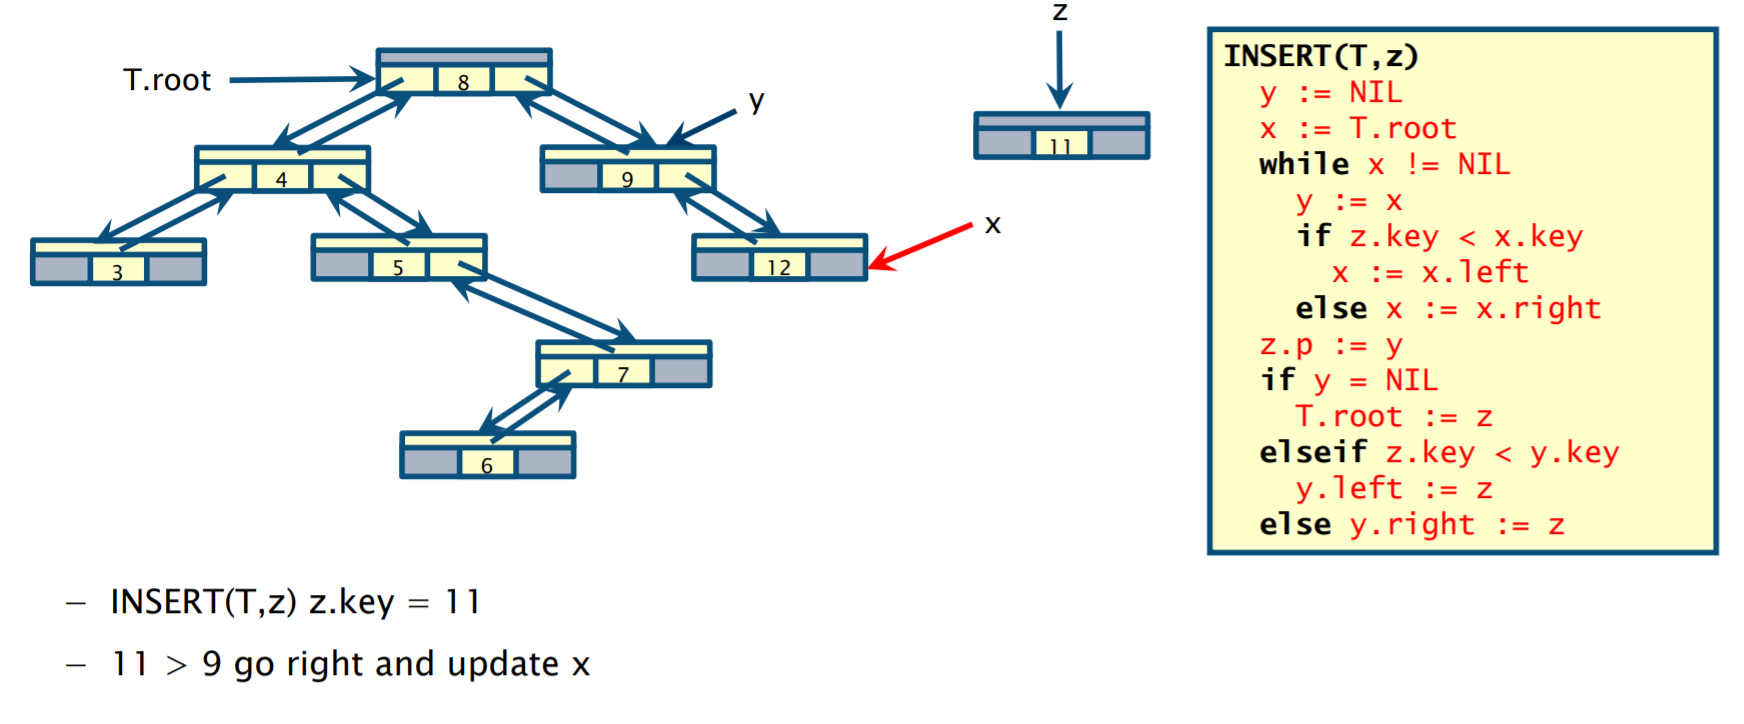 z
T.root
8
y
11
4
9
x
3
5
12
7
6
INSERT(T,z)
y := NIL
x := T.root
while x != NIL
y := x
if z.key < x.key
x := x.left
else x := x.right
z.p := y
if y = NIL
T.root := z
elseif z.key < y.key
y.left := z
else y.right := z
– INSERT(T,z) z.key = 11
– 11 > 9 go right and update x